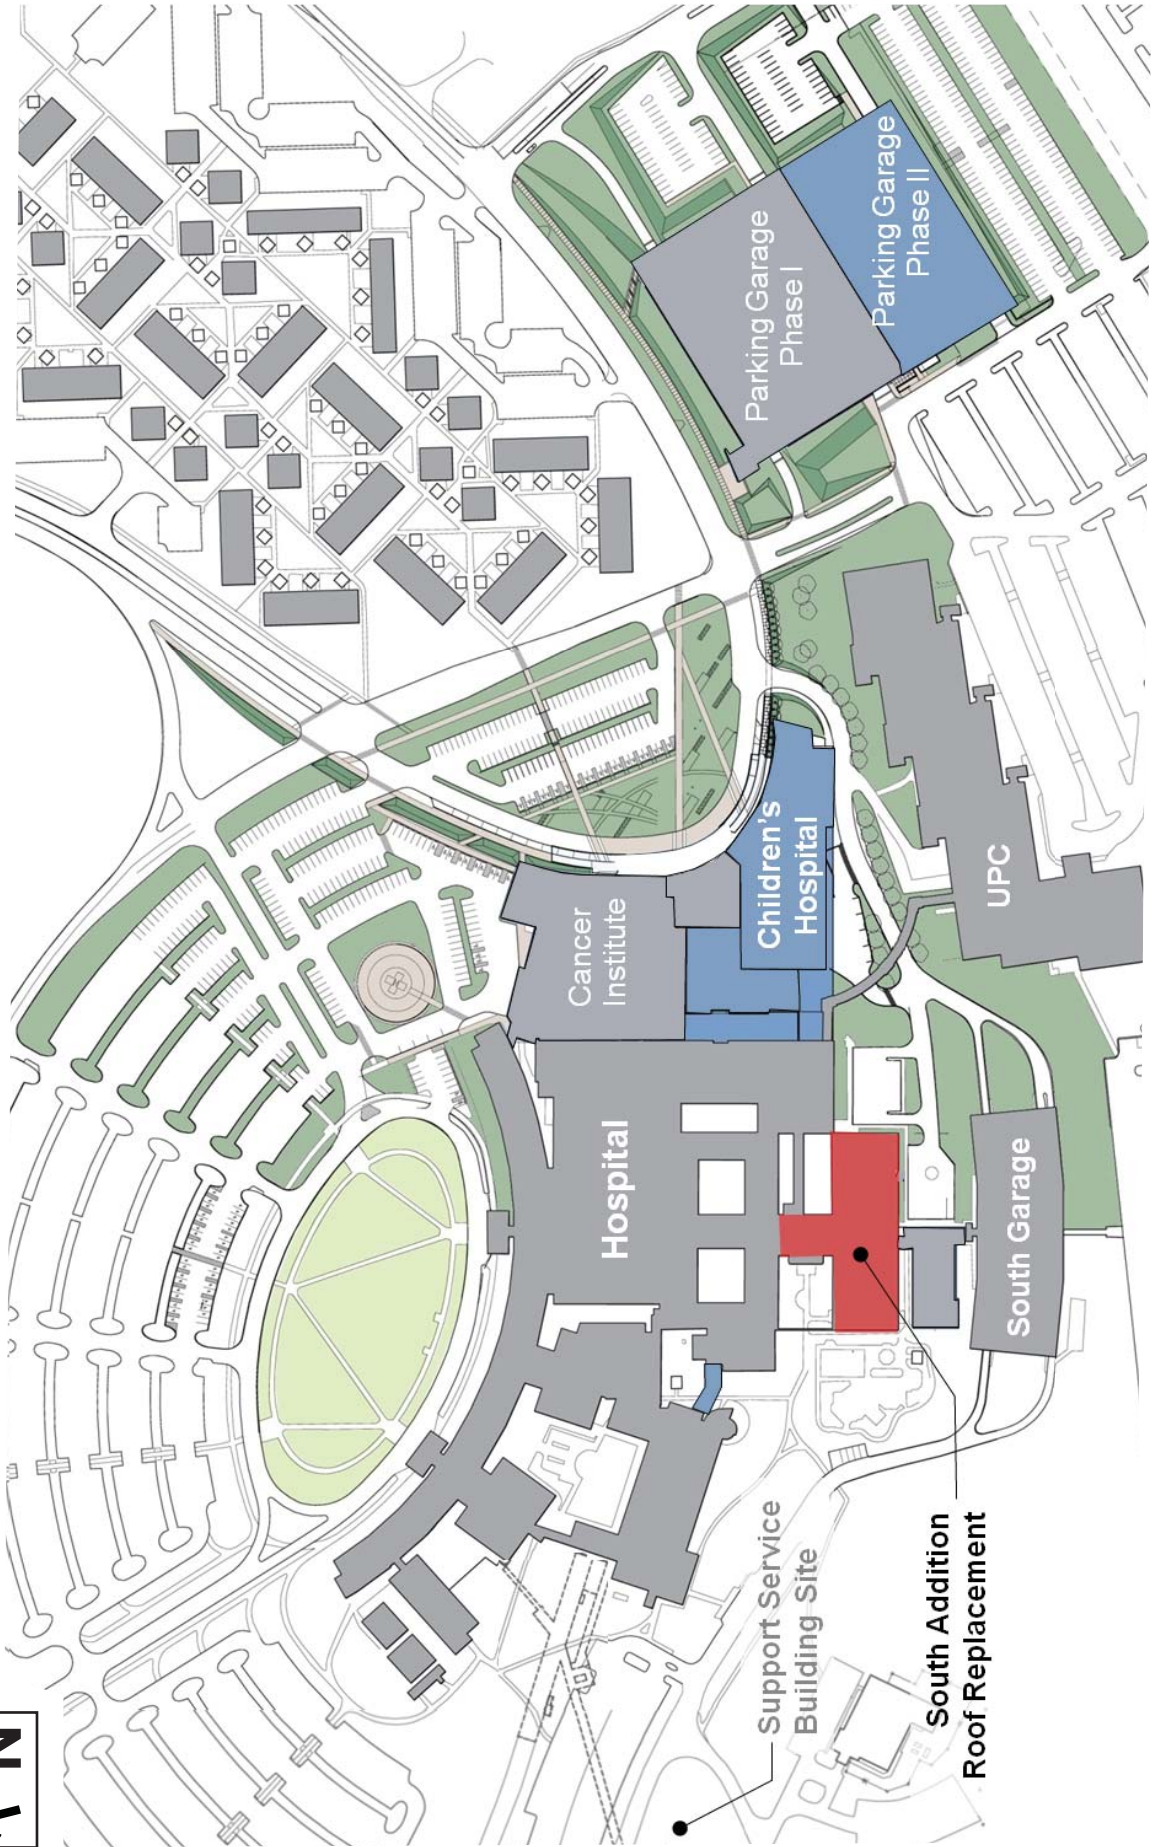 N
Cancer
Institute
Hospital
Parking Garage
Phase I
Children's
Hospital
Parking Garage
Phase II
Support Service
Building Site
South Addition
Roof Replacement
UPC
South Garage